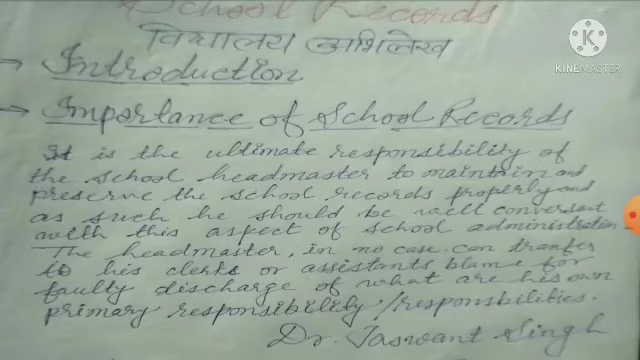 School Records
विद्यालय अभिलेख
→ Introduction
→ Importance of School Records
It is the ultimate responsibility of
the school headmaster to maintain and
preserve the school records properly and
as such he should be well conversant
with this aspect of school administration
The headmaster, in no case can tranfer
to his clerks or assistants blame for
faulty discharge of what are his own
primary responsibility/responsbilities.
Dr. Jaswant Singh
K
KINEMASTER